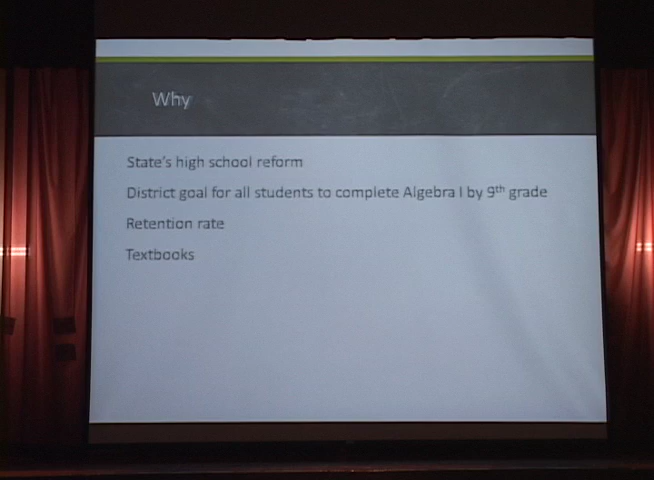 Why
State's high school reform
District goal for all students to complete Algebra I by 9th grade
Retention rate
Textbooks